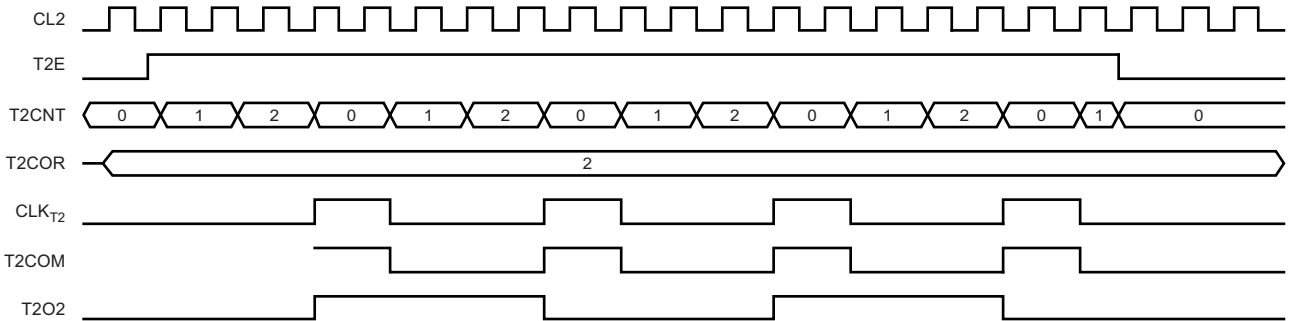 CL2
T2E
T2CNT 0 1 2 0 1 2 0 1 2 0 1 2 0 1 0
T2COR 2
CLKT2
T2COM
T2O2